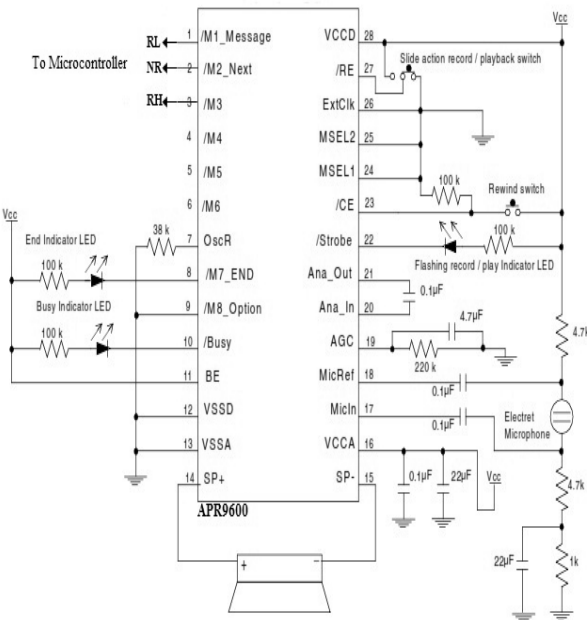 To Microcontroller
RL
NR
RH
1 /M1_Message
2 /M2_Next
3 /M3
4 /M4
5 /M5
6 /M6
7 OscR
8 /M7_END
9 /M8_Option
10 /Busy
11 BE
12 VSSD
13 VSSA
14 SP+
APR9600
VCCD 28
/RE 27
ExtClk 26
MSEL2 25
MSEL1 24
/CE 23
/Strobe 22
Ana_Out 21
Ana_In 20
AGC 19
MicRef 18
MicIn 17
VCCA 16
SP- 15
Vcc
End Indicator LED
100 k
Busy Indicator LED
100 k
38 k
Vcc
Slide action record / playback switch
100 k
Rewind switch
100 k
Flashing record / play Indicator LED
0.1µF
4.7µF
220 k
0.1µF
0.1µF
4.7k
Electret
Microphone
0.1µF
22µF
Vcc
4.7k
22µF
1k
+
-